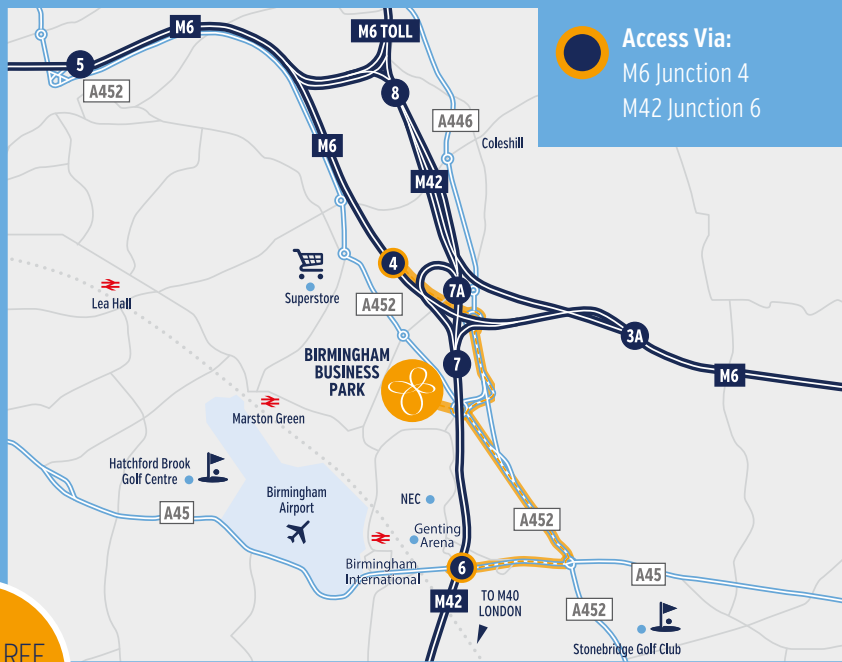 M6
M6 TOLL
5
A452
8
Access Via:
M6 Junction 4
M42 Junction 6
A446
Coleshill
M6
M42
4
7A
Superstore
Lea Hall
A452
3A
BIRMINGHAM
BUSINESS
PARK
7
M6
Marston Green
Hatchford Brook
Golf Centre
Birmingham
Airport
NEC
A45
A452
Genting
Arena
Birmingham
International
6
A45
M42
TO M40
LONDON
A452
Stonebridge Golf Club